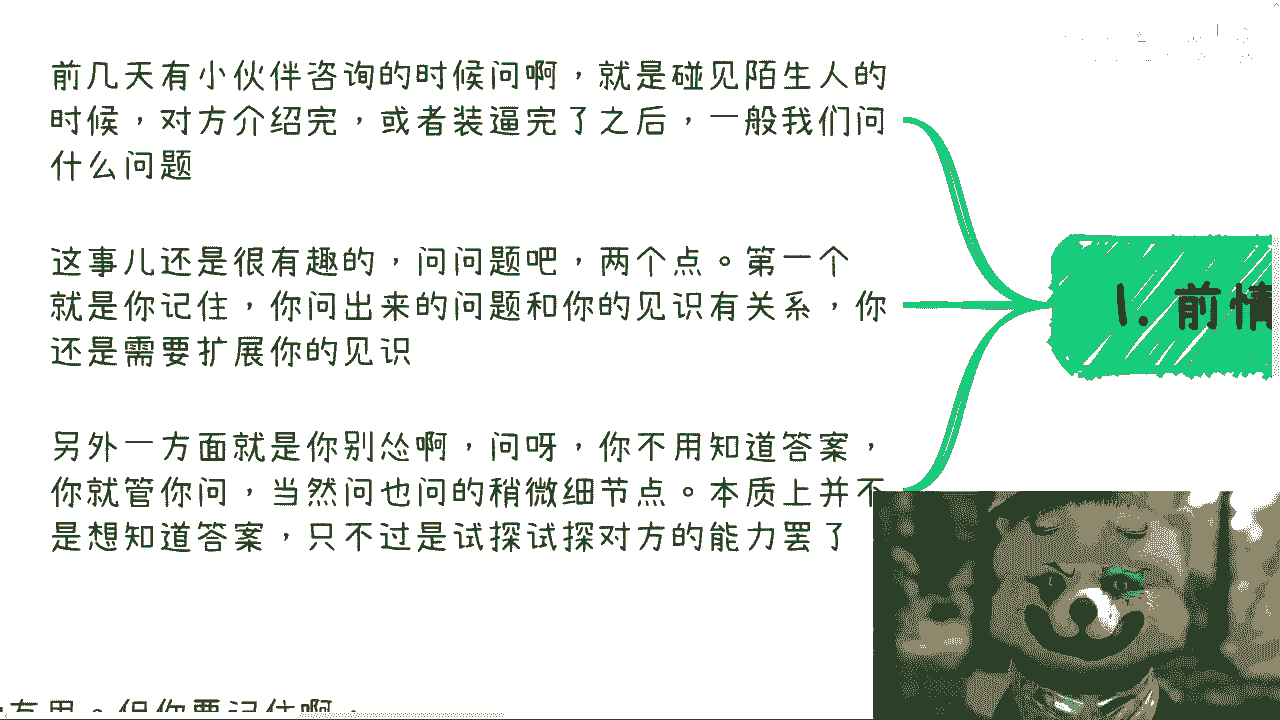 前几天有小伙伴咨询的时候问啊，就是碰见陌生人的
时候，对方介绍完，或者装逼完了之后，一般我们问
什么问题
这事儿还是很有趣的，问问题吧，两个点。第一个
就是你记住，你问出来的问题和你的见识有关系，你
还是需要扩展你的见识
另外一方面就是你别怂啊，问呀，你不用知道答案，
你就管你问，当然问也问的稍微细节点。本质上并不
是想知道答案，只不过是试探试探对方的能力罢了
1. 前情
有用。但你要记住啊，